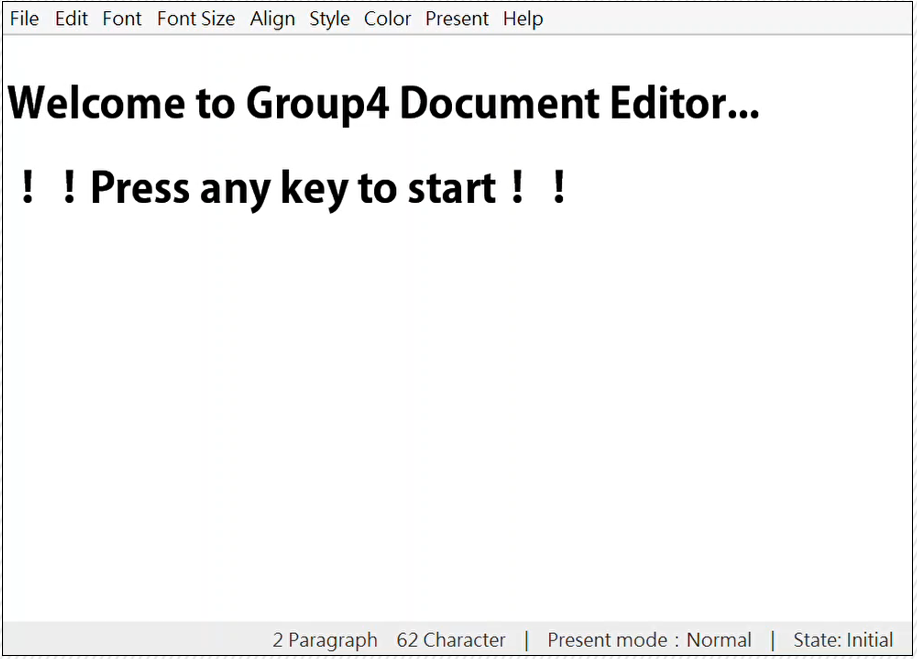 File Edit Font Font Size Align Style Color Present Help
Welcome to Group4 Document Editor...
！！Press any key to start！！
2 Paragraph 62 Character | Present mode：Normal | State: Initial